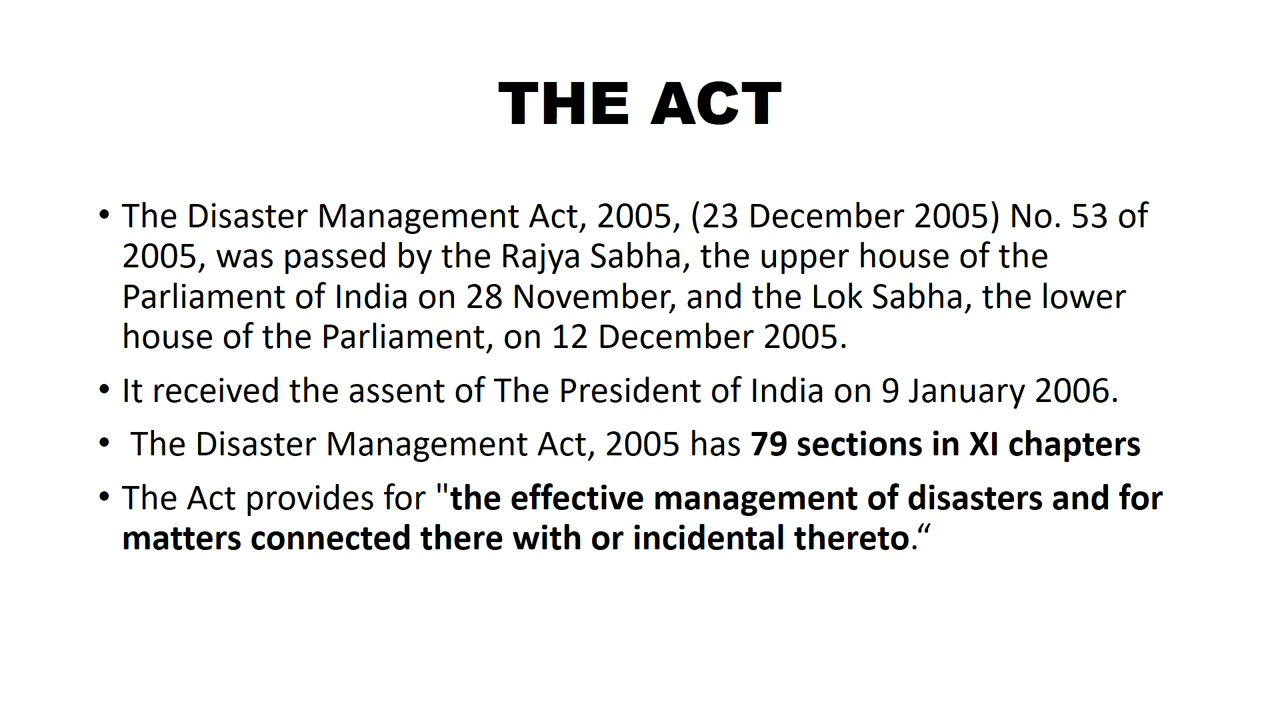 THE ACT
• The Disaster Management Act, 2005, (23 December 2005) No. 53 of
2005, was passed by the Rajya Sabha, the upper house of the
Parliament of India on 28 November, and the Lok Sabha, the lower
house of the Parliament, on 12 December 2005.
• It received the assent of The President of India on 9 January 2006.
• The Disaster Management Act, 2005 has 79 sections in XI chapters
• The Act provides for "the effective management of disasters and for
matters connected there with or incidental thereto.“